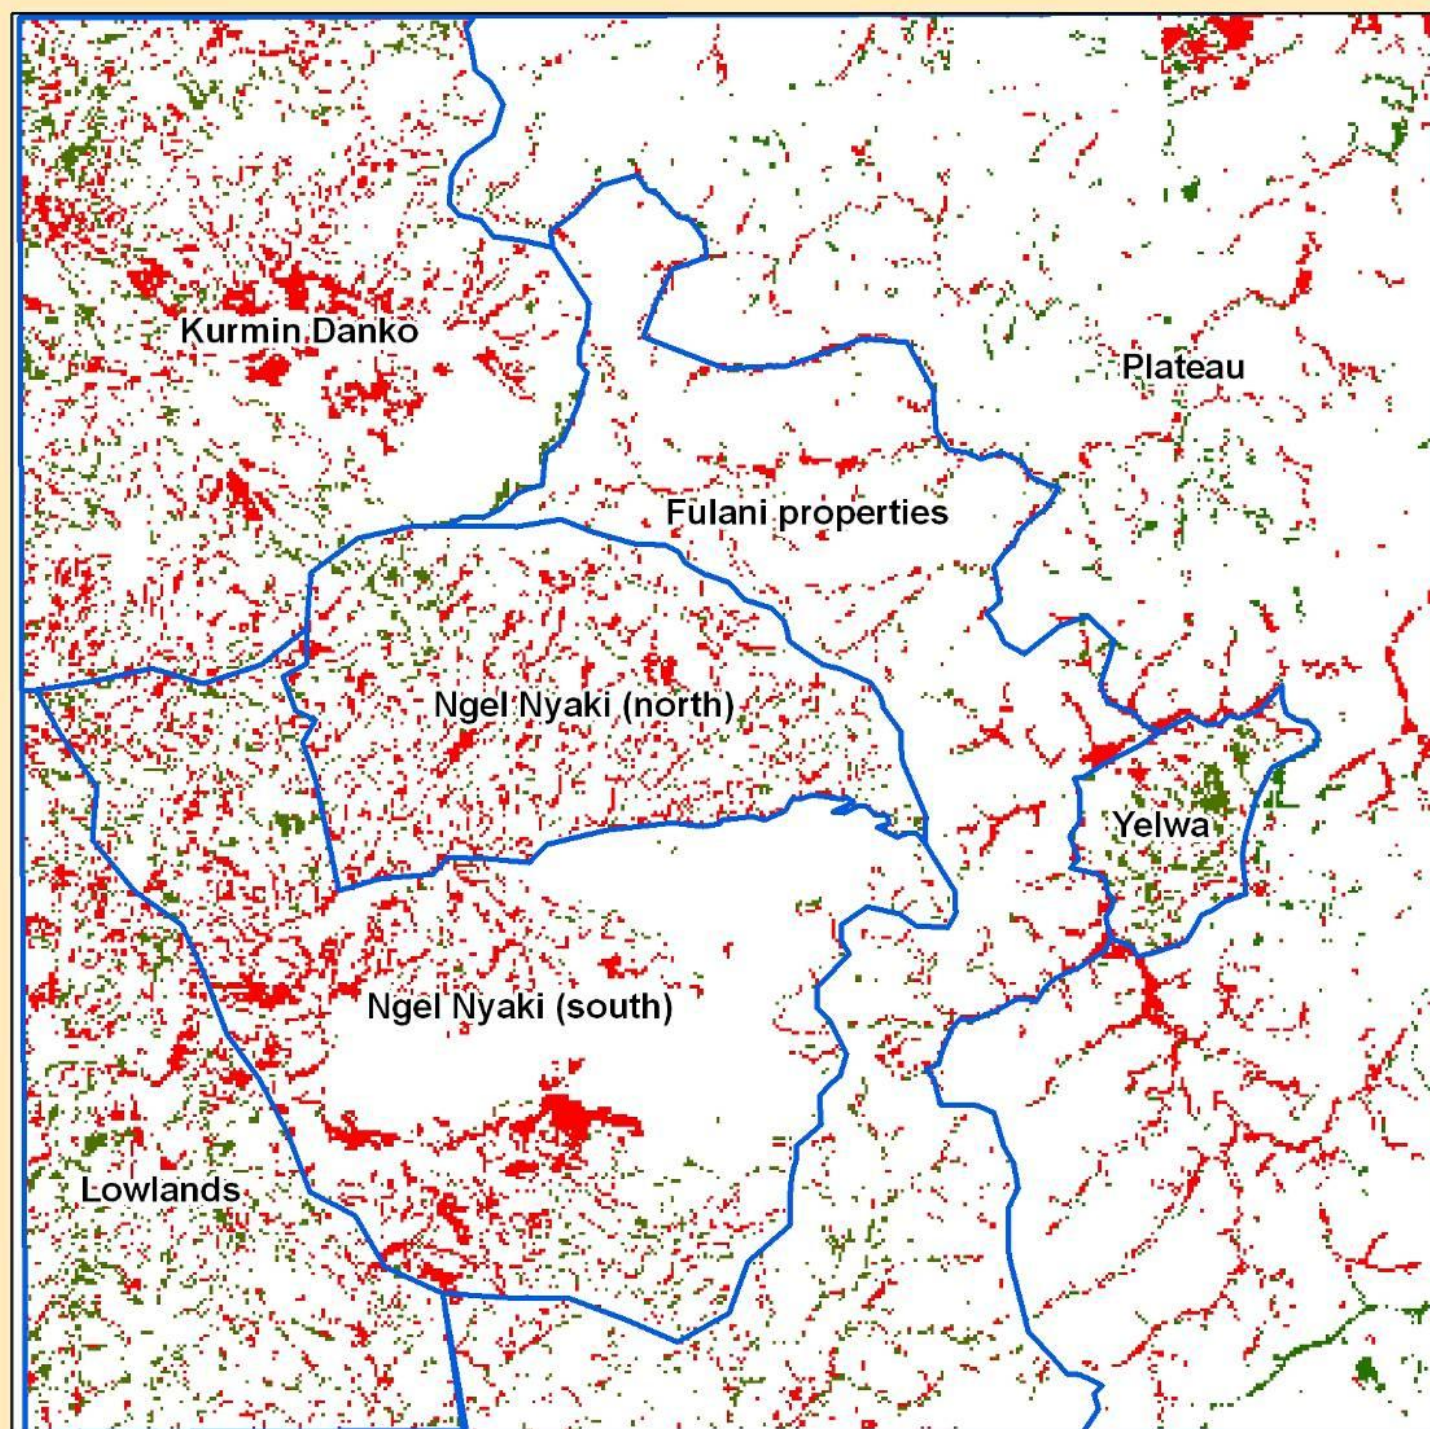 Kurmin Danko
Plateau
Fulani properties
Ngel Nyaki (north)
Yelwa
Ngel Nyaki (south)
Lowlands